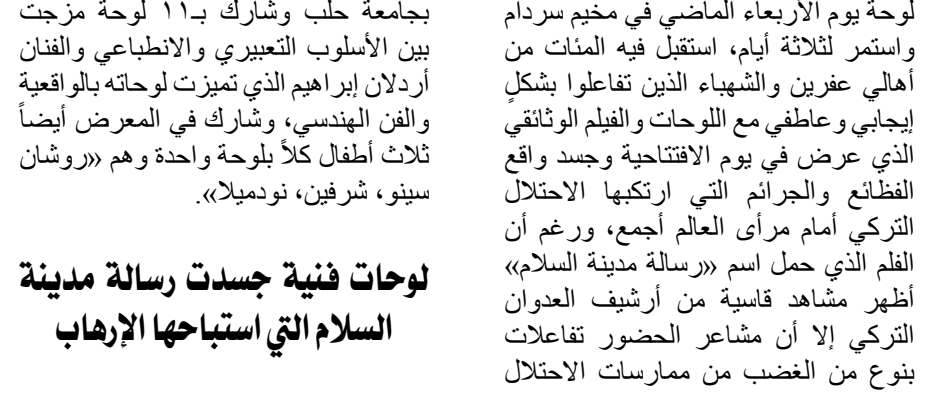 لوحة يوم الأربعاء الماضي في مخيم سردام
واستمر لثلاثة أيام، استقبل فيه المئات من
أهالي عفرين والشهباء الذين تفاعلوا بشكلٍ
إيجابي وعاطفي مع اللوحات والفيلم الوثائقي
الذي عرض في يوم الافتتاحية وجسد واقع
الفظائع والجرائم التي ارتكبها الاحتلال
التركي أمام مرأى العالم أجمع، ورغم أن
الفلم الذي حمل اسم «رسالة مدينة السلام»
أظهر مشاهد قاسية من أرشيف العدوان
التركي إلا أن مشاعر الحضور تفاعلات
بنوع من الغضب من ممارسات الاحتلال
بجامعة حلب وشارك بـ١١ لوحة مزجت
بين الأسلوب التعبيري والانطباعي والفنان
أردلان إبراهيم الذي تميزت لوحاته بالواقعية
والفن الهندسي، وشارك في المعرض أيضاً
ثلاث أطفال كلاً بلوحة واحدة وهم «روشان
سينو، شرفين، نودميلا».
لوحات فنية جسدت رسالة مدينة
السلام التي استباحها الإرهاب